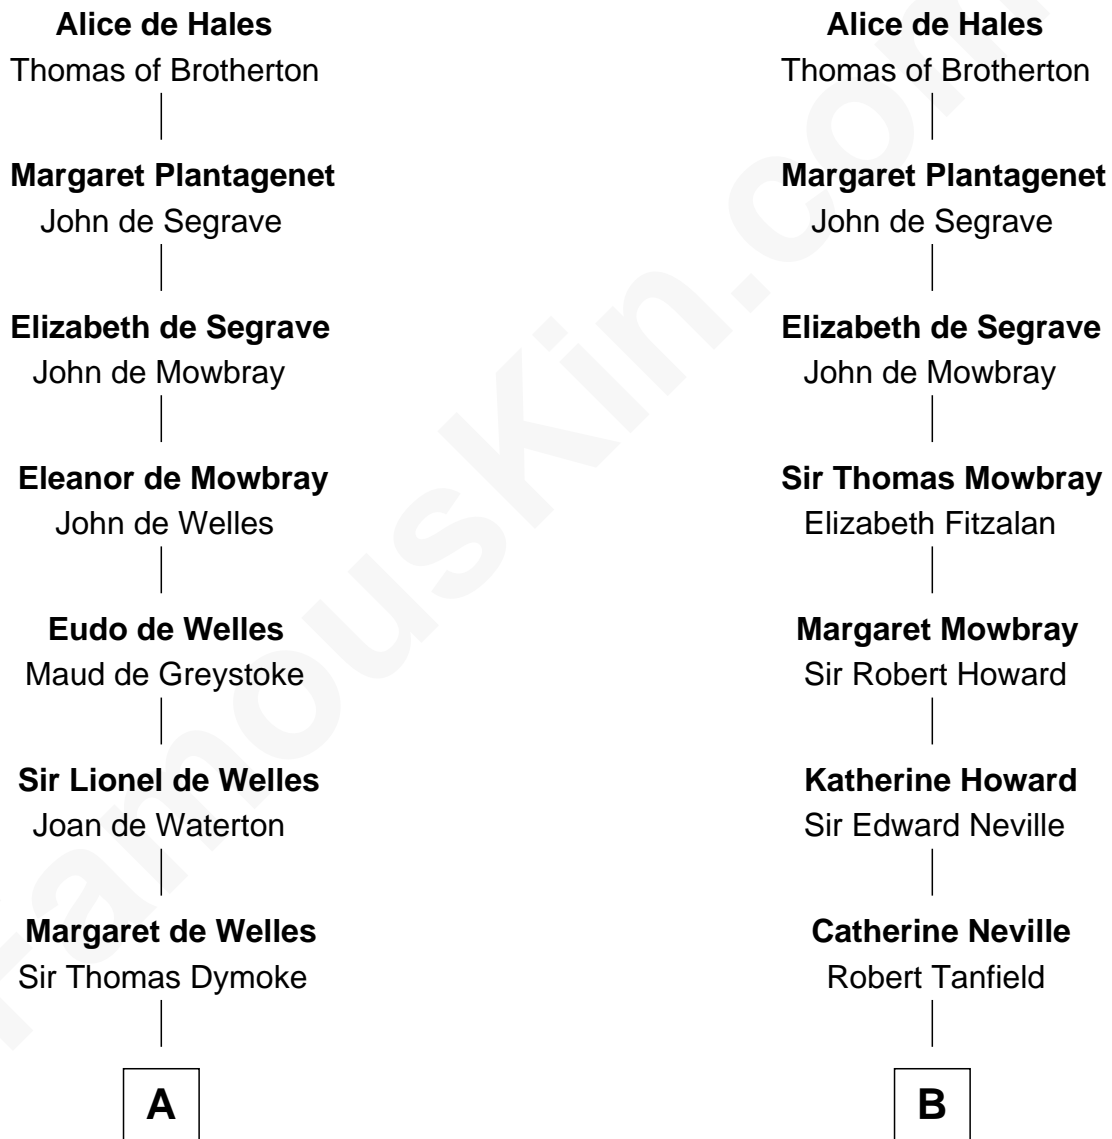 Alice de Hales
Thomas of Brotherton
Margaret Plantagenet
John de Segrave
Elizabeth de Segrave
John de Mowbray
Eleanor de Mowbray
John de Welles
Eudo de Welles
Maud de Greystoke
Sir Lionel de Welles
Joan de Waterton
Margaret de Welles
Sir Thomas Dymoke
A
Alice de Hales
Thomas of Brotherton
Margaret Plantagenet
John de Segrave
Elizabeth de Segrave
John de Mowbray
Sir Thomas Mowbray
Elizabeth Fitzalan
Margaret Mowbray
Sir Robert Howard
Katherine Howard
Sir Edward Neville
Catherine Neville
Robert Tanfield
B
FamousKin.com